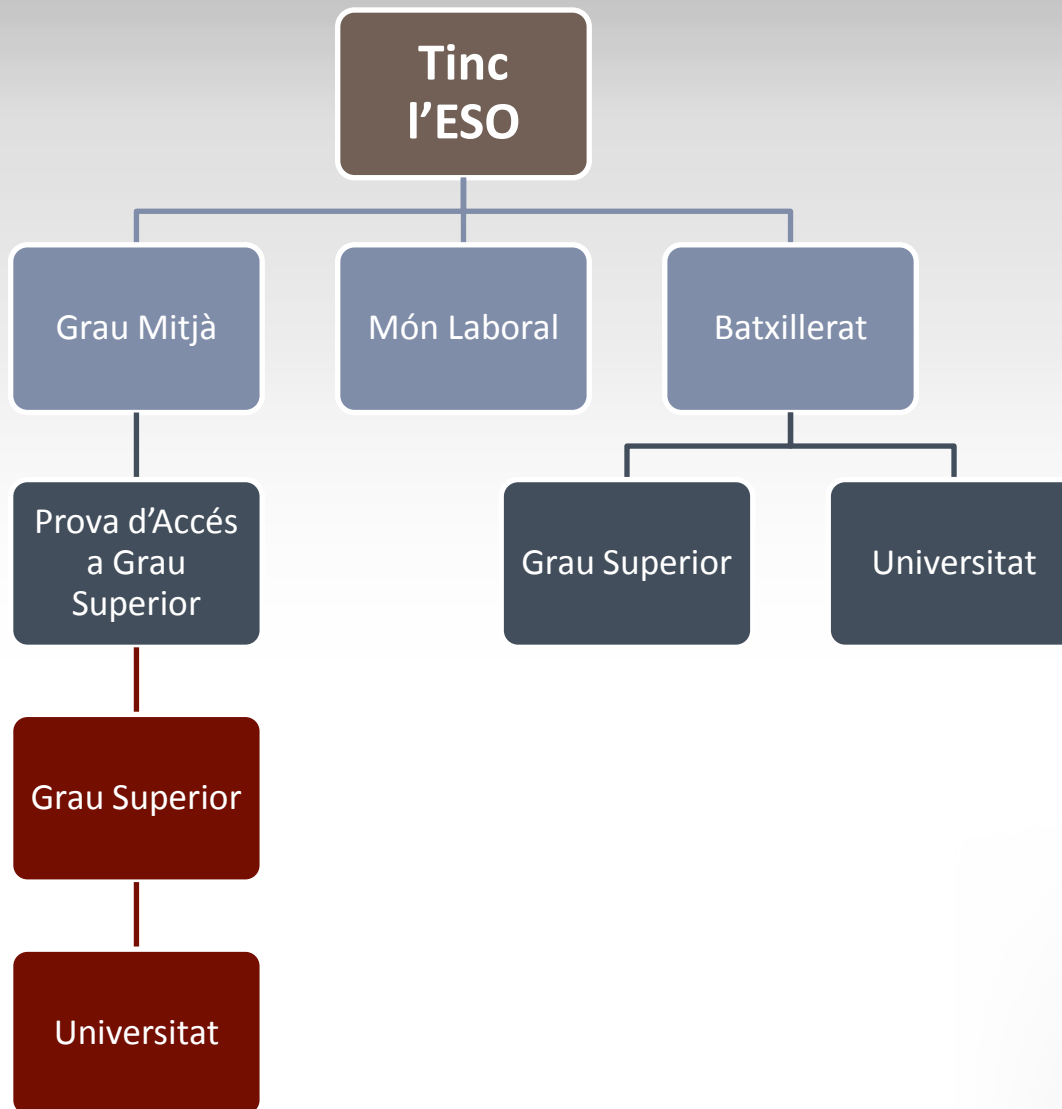 Tinc
l’ESO
Grau Mitjà
Món Laboral
Batxillerat
Prova d’Accés
a Grau
Superior
Grau Superior
Universitat
Grau Superior
Universitat